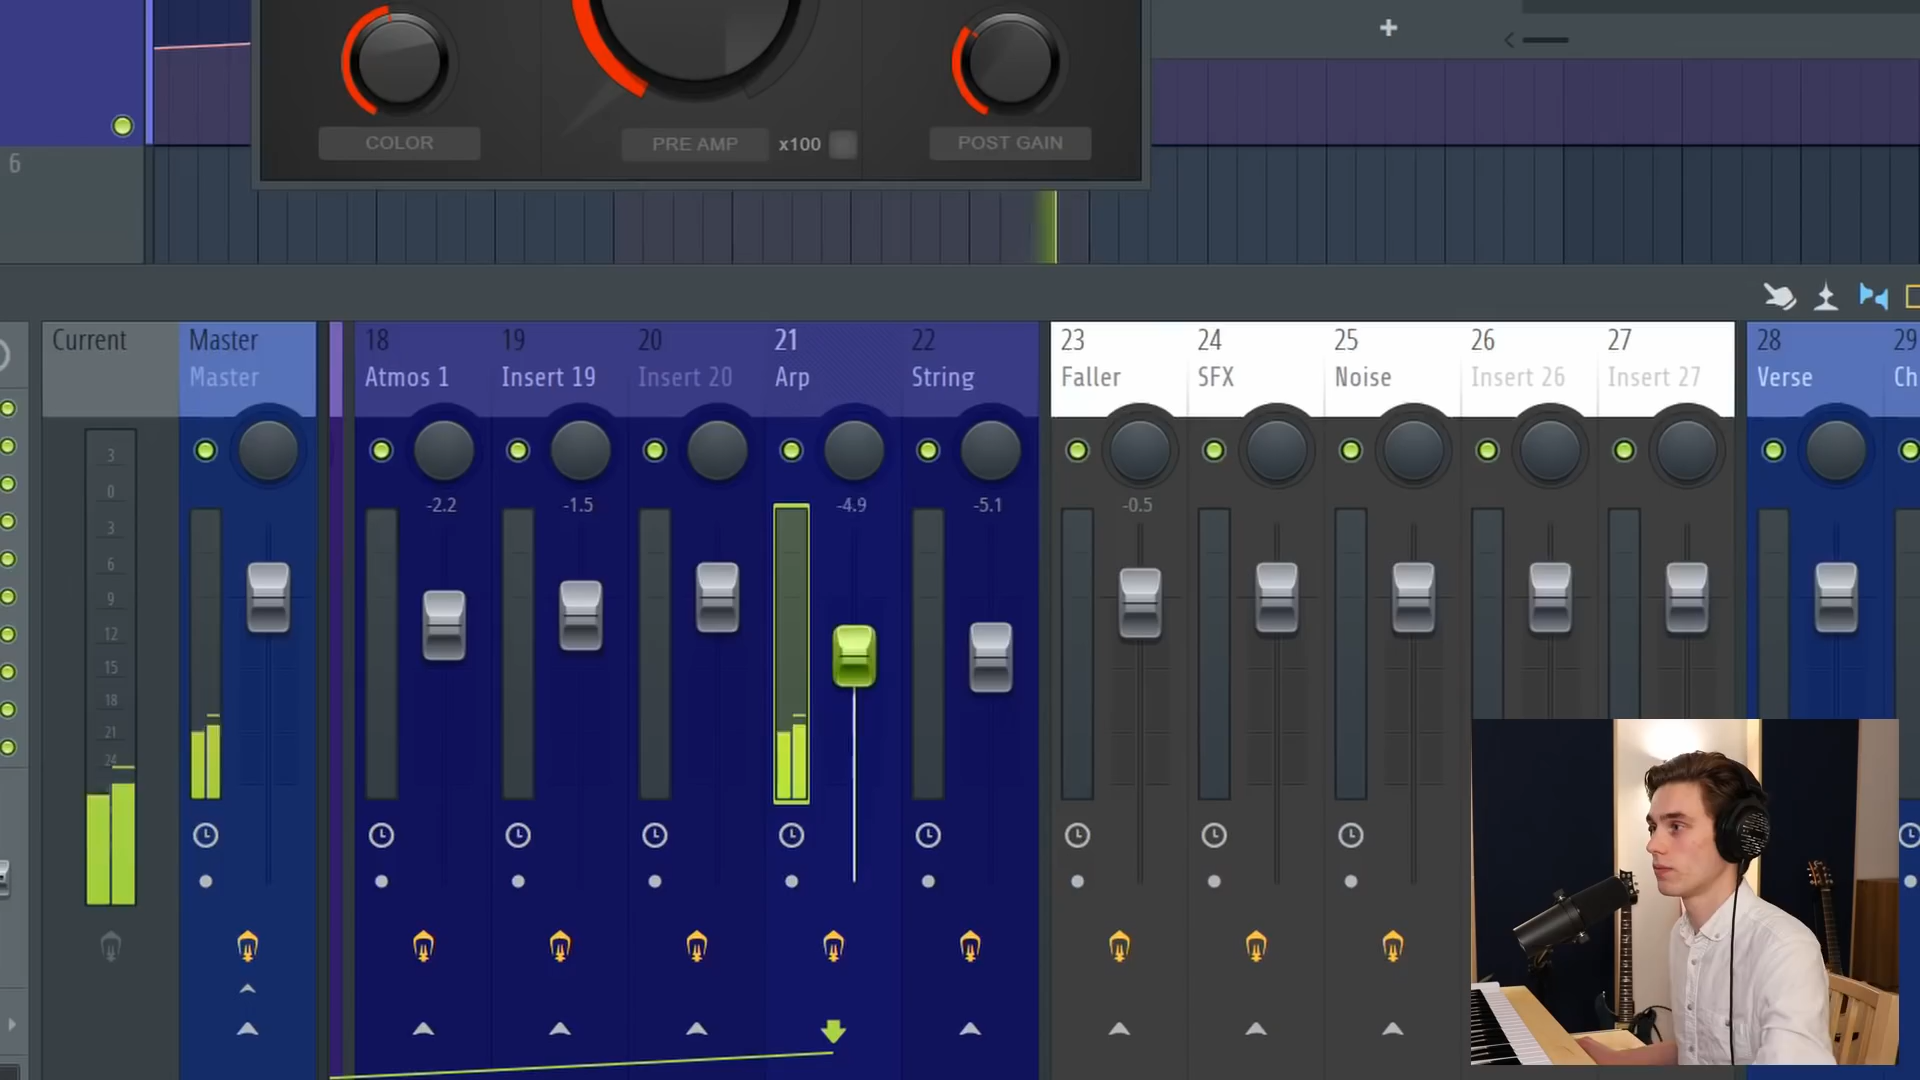 COLOR
PRE AMP
x100
POST GAIN
6
Current
Master
Master
18
Atmos 1
19
Insert 19
20
Insert 20
21
Arp
22
String
23
Faller
24
SFX
25
Noise
26
Insert 26
27
Insert 27
28
Verse
29
Ch
-2.2
-1.5
-4.9
-5.1
-0.5
3
0
3
6
9
12
15
18
21
24